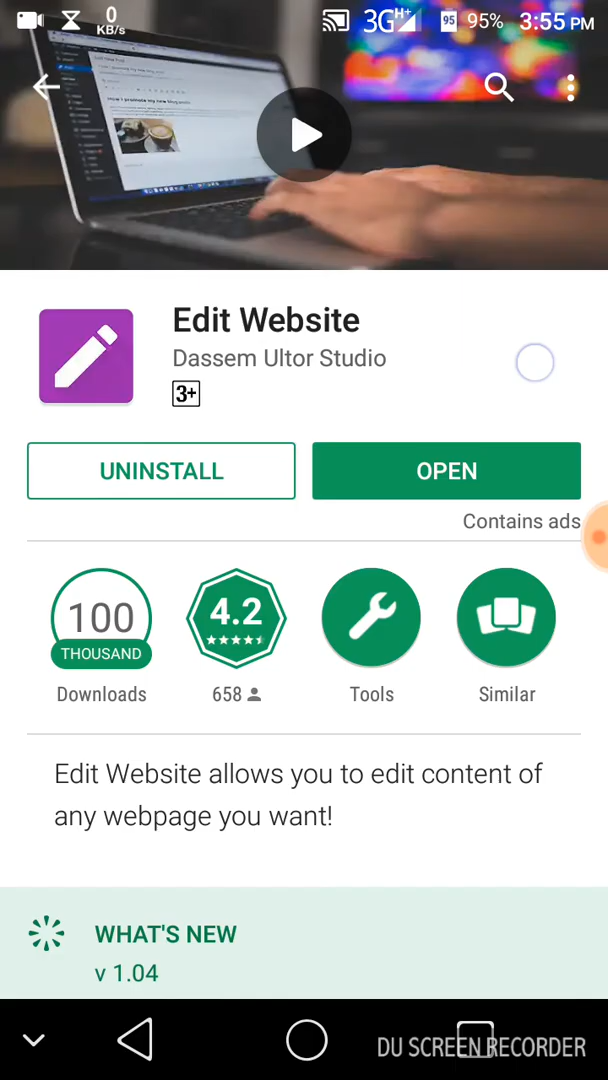 0
KB/s
3G H+ 95 95% 3:55 PM
Edit Website
Dassem Ultor Studio
3+
UNINSTALL
OPEN
Contains ads
100
THOUSAND
Downloads
4.2
658
Tools
Similar
Edit Website allows you to edit content of
any webpage you want!
WHAT'S NEW
v 1.04
DU SCREEN RECORDER